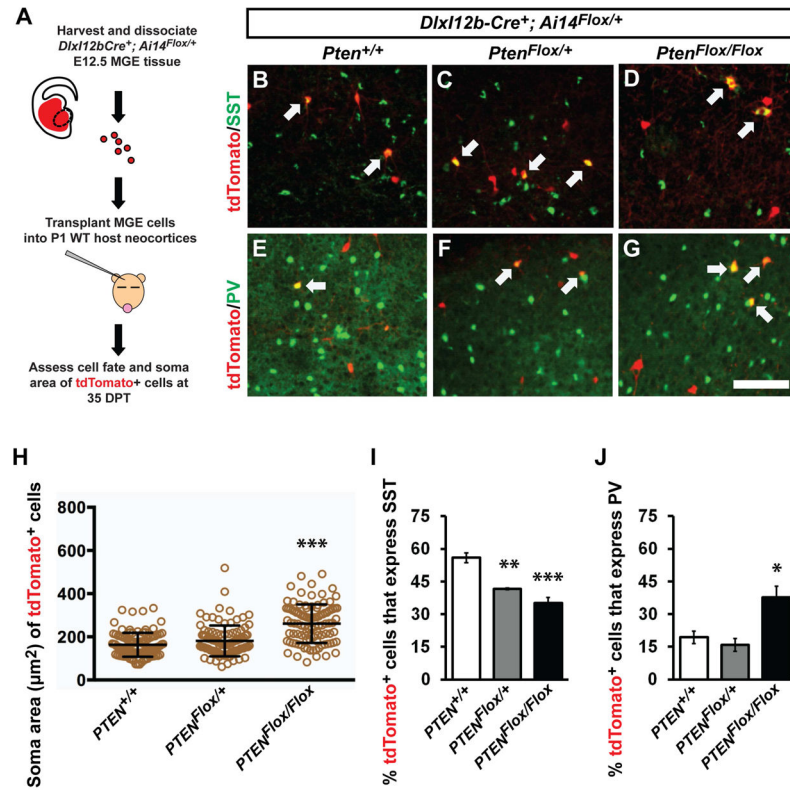 A
Harvest and dissociate
DlxI12bCre+; Ai14Flox/+
E12.5 MGE tissue
Transplant MGE cells
into P1 WT host neocortices
Assess cell fate and soma
area of tdTomato+ cells at
35 DPT
DlxI12b-Cre+; Ai14Flox/+
Pten+/+
PtenFlox/+
PtenFlox/Flox
tdTomato/SST
B
C
D
tdTomato/PV
E
F
G
H
Soma area (µm2) of tdTomato+ cells
800
600
400
200
0
***
PTEN+/+
PTENFlox/+
PTENFlox/Flox
I
% tdTomato+ cells that express SST
75
60
45
30
15
0
**
***
PTEN+/+
PTENFlox/+
PTENFlox/Flox
J
% tdTomato+ cells that express PV
75
60
45
30
15
0
*
PTEN+/+
PTENFlox/+
PTENFlox/Flox